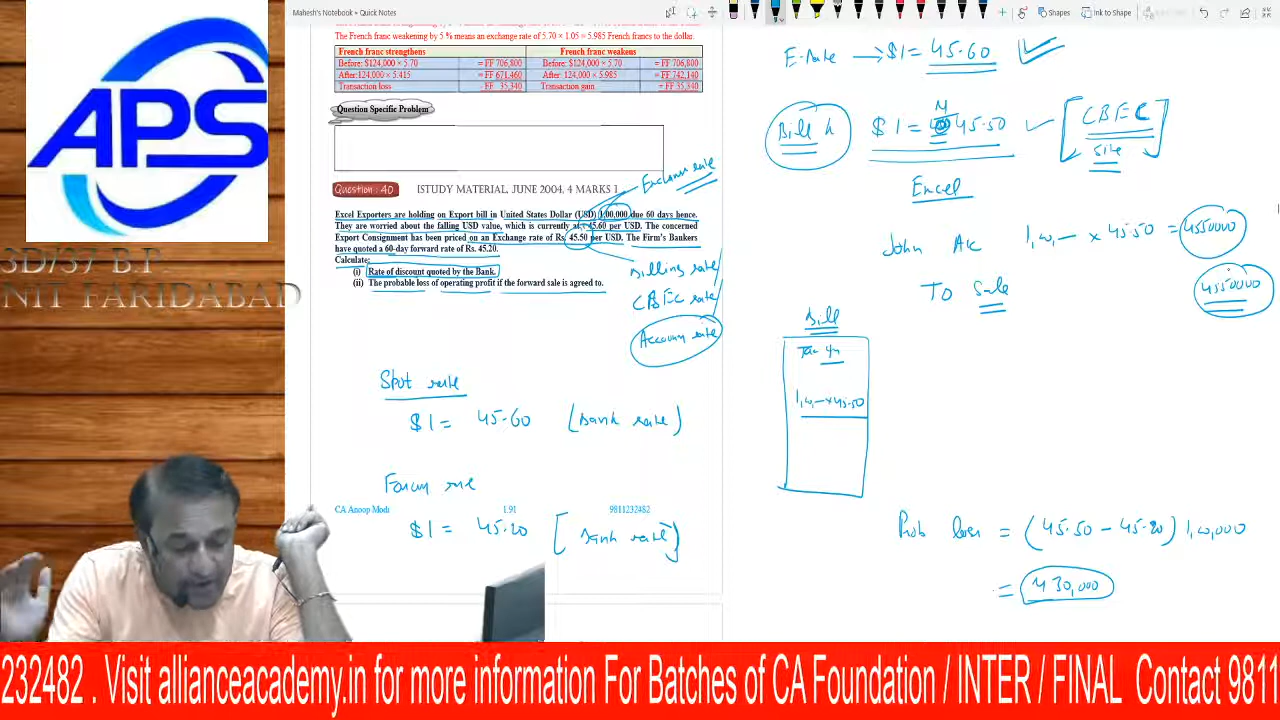 Mahesh's Notebook » Quick Notes
Shapes
Ink to Shape
APS
3D/37 B.P.
NIT FARIDABAD
The French franc weakening by 5 % means an exchange rate of 5.70 × 1.05 = 5.985 French francs to the dollar.
French franc strengthens French franc weakens
Before: $124,000 × 5.70 = FF 706,800 Before: $124,000 × 5.70 = FF 706,800
After:124,000 × 5.415 = FF 671,460 After: 124,000 × 5.985 = FF 742,140
Transaction loss FF 35,340 Transaction gain = FF 35,340
Question Specific Problem
Question : 40 [STUDY MATERIAL, JUNE 2004, 4 MARKS]
Excel Exporters are holding on Export bill in United States Dollar (USD) 1,00,000 due 60 days hence.
They are worried about the falling USD value, which is currently at 45.60 per USD. The concerned
Export Consignment has been priced on an Exchange rate of Rs. 45.50 per USD. The Firm's Bankers
have quoted a 60-day forward rate of Rs. 45.20.
Calculate:
(i) Rate of discount quoted by the Bank.
(ii) The probable loss of operating profit if the forward sale is agreed to.
Billing rate
CBEC rate
Account rate
Spot rate
$1 = 45.60 (Bank rate)
CA Anoop Modi 1.91 9811232482
$1 = 45.20 [Bank rate]
E-Rate → $1 = 45.60
$1 = 45.50 [CBEC
site]
Excel
John A/c 1,00,— × 45.50 = 4550000
To Sale 4550000
Bill
1,00,— × 45.50
Prob loss = (45.50 − 45.20) 1,00,000
= 30,000
232482 . Visit allianceacademy.in for more information For Batches of CA Foundation / INTER / FINAL Contact 9811